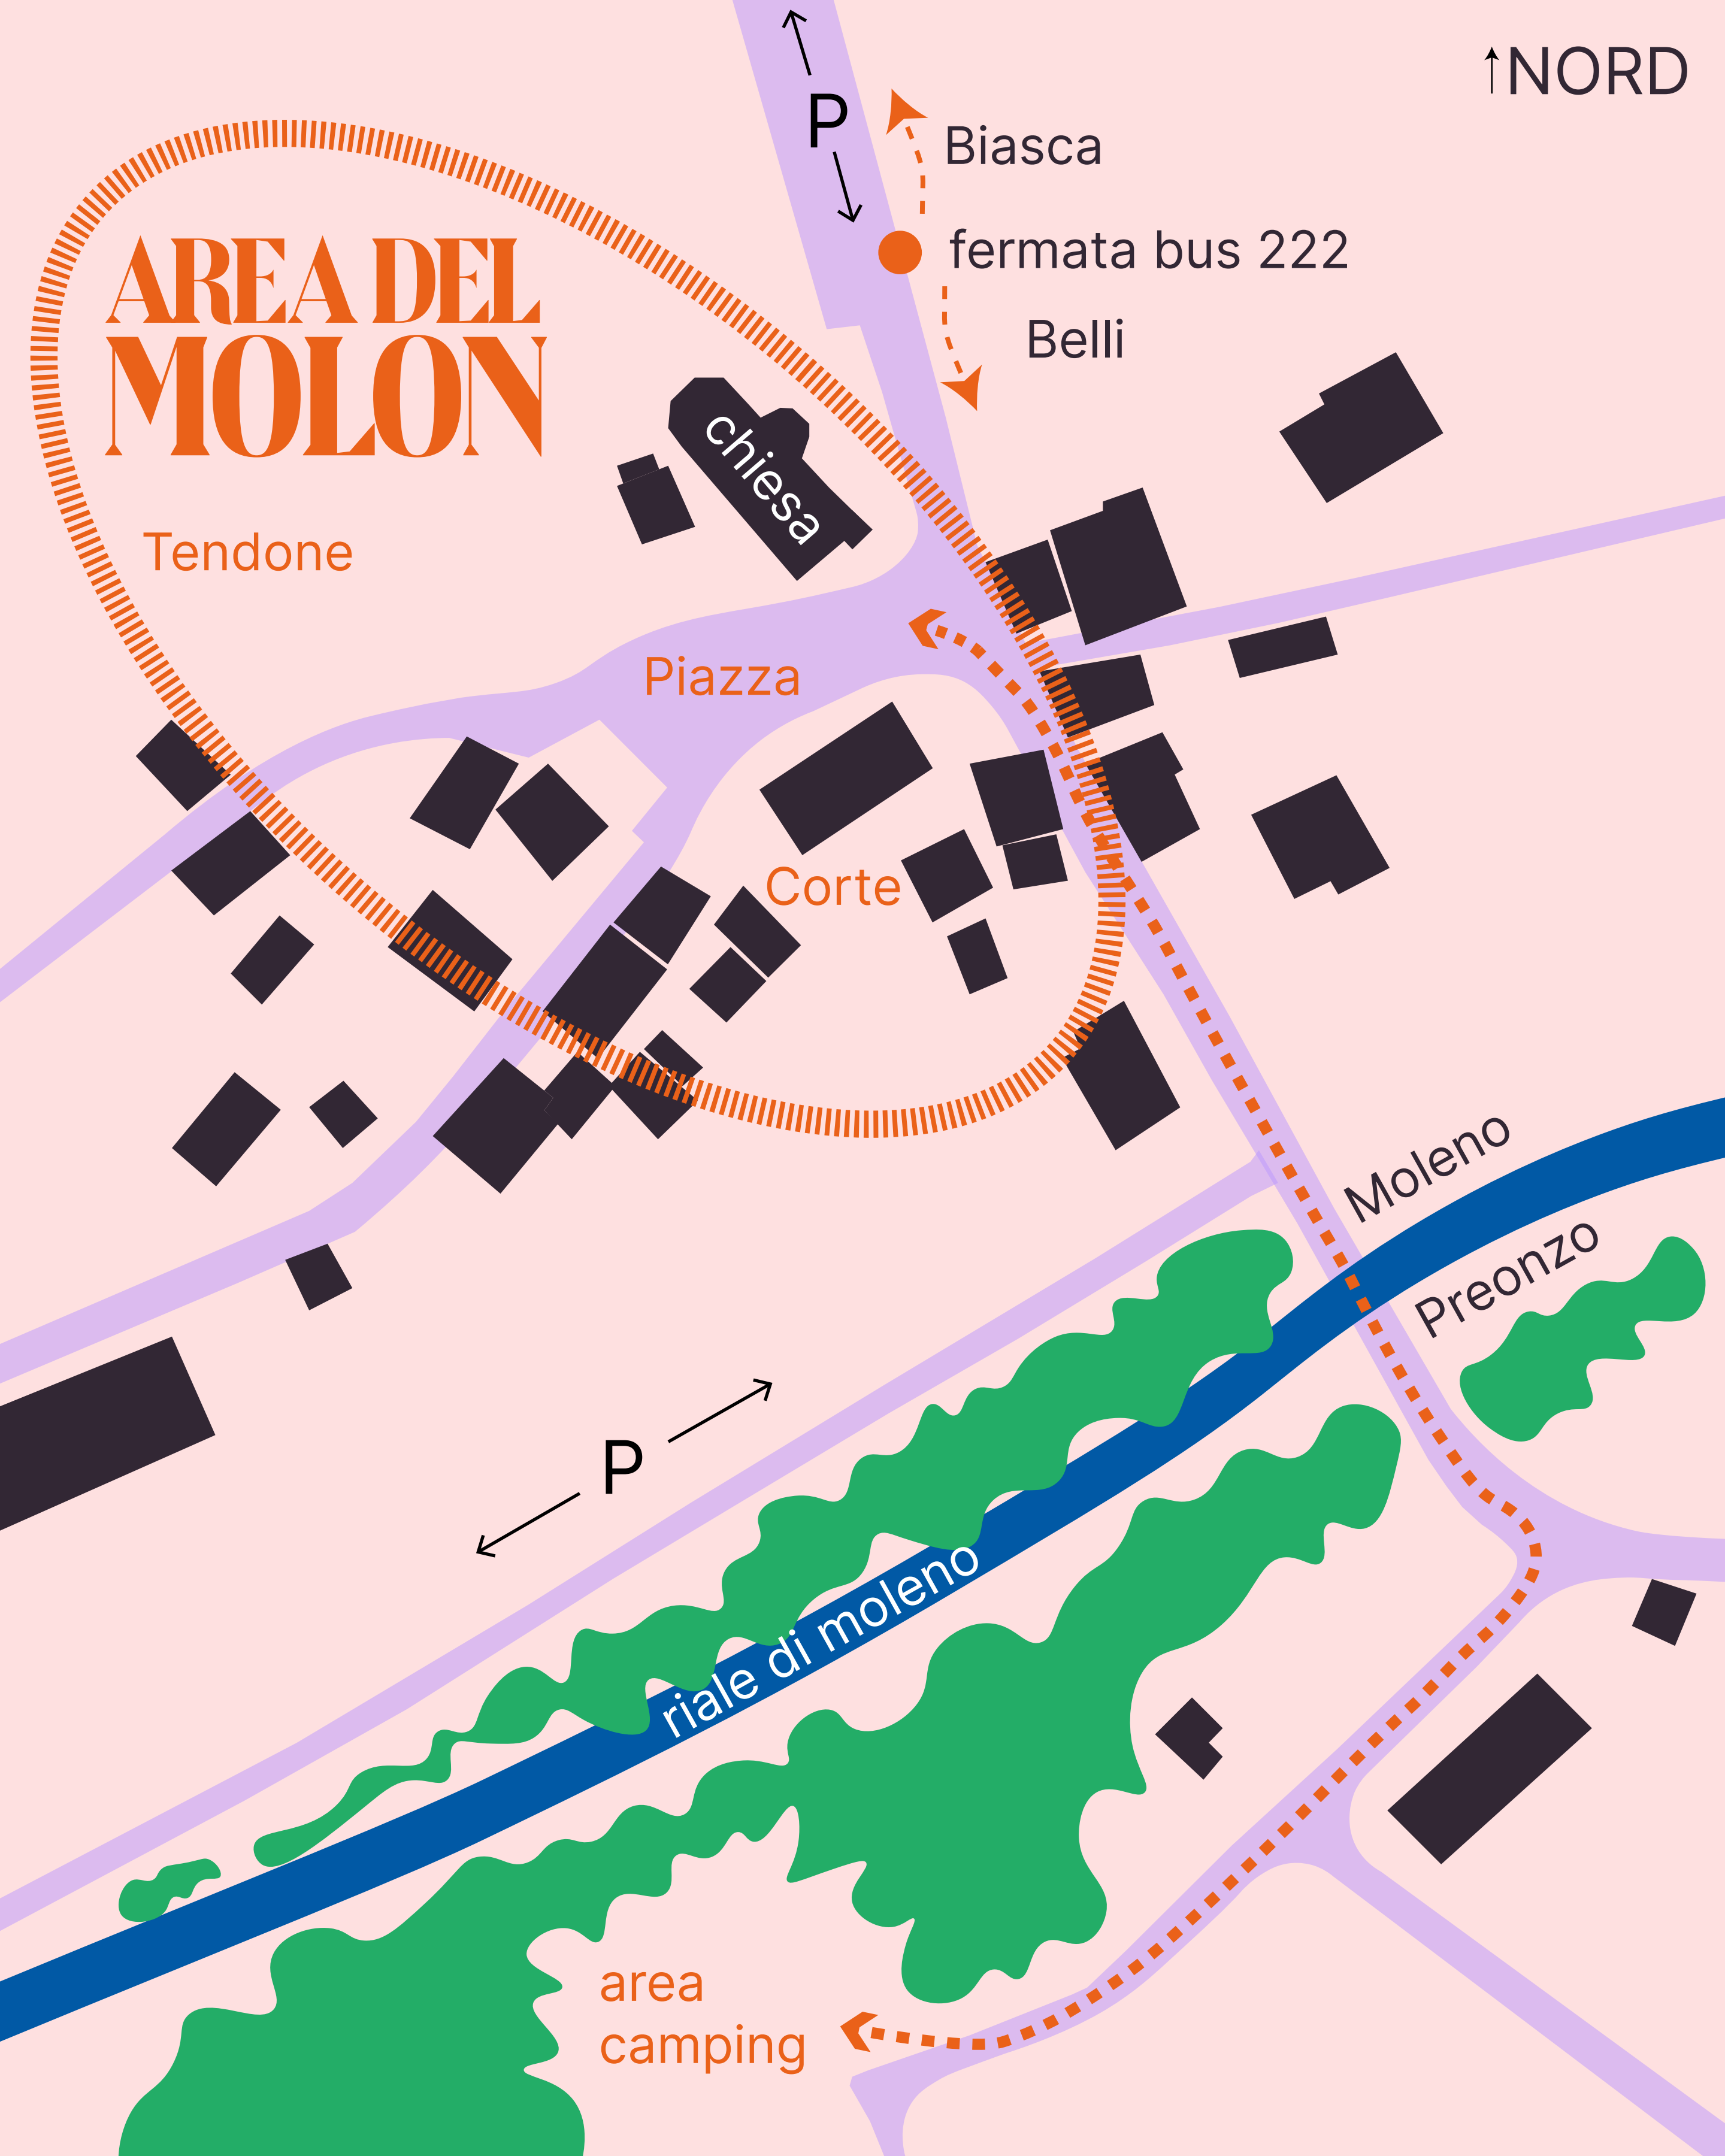 NORD
P
Biasca
fermata bus 222
Belli
AREA DEL
MOLON
chiesa
Tendone
Piazza
Corte
Moleno
Preonzo
P
riale di moleno
area
camping